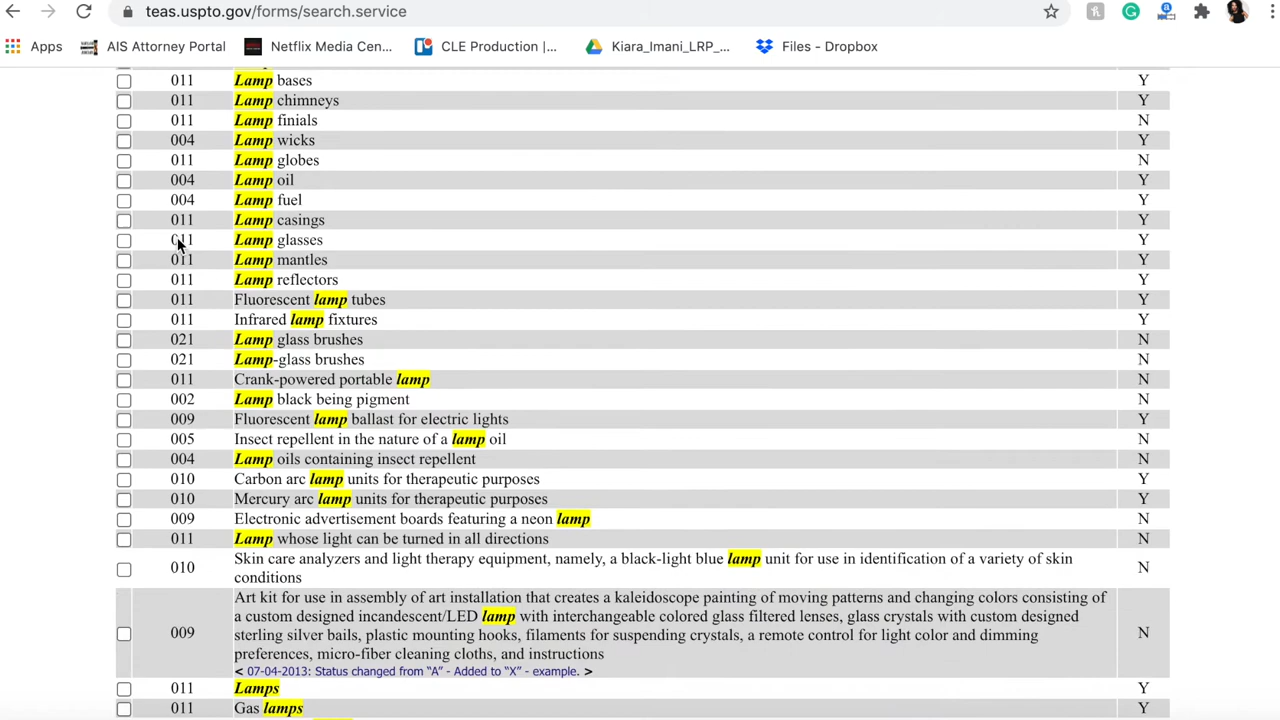 teas.uspto.gov/forms/search.service
Apps AIS Attorney Portal Netflix Media Cen... CLE Production |... Kiara_Imani_LRP_... Files - Dropbox
011 Lamp bases Y
011 Lamp chimneys Y
011 Lamp finials N
004 Lamp wicks Y
011 Lamp globes N
004 Lamp oil Y
004 Lamp fuel Y
011 Lamp casings Y
011 Lamp glasses Y
011 Lamp mantles Y
011 Lamp reflectors Y
011 Fluorescent lamp tubes Y
011 Infrared lamp fixtures Y
021 Lamp glass brushes N
021 Lamp-glass brushes N
011 Crank-powered portable lamp N
002 Lamp black being pigment N
009 Fluorescent lamp ballast for electric lights Y
005 Insect repellent in the nature of a lamp oil N
004 Lamp oils containing insect repellent N
010 Carbon arc lamp units for therapeutic purposes Y
010 Mercury arc lamp units for therapeutic purposes Y
009 Electronic advertisement boards featuring a neon lamp N
011 Lamp whose light can be turned in all directions N
010 Skin care analyzers and light therapy equipment, namely, a black-light blue lamp unit for use in identification of a variety of skin N
conditions
Art kit for use in assembly of art installation that creates a kaleidoscope painting of moving patterns and changing colors consisting of
a custom designed incandescent/LED lamp with interchangeable colored glass filtered lenses, glass crystals with custom designed
009 sterling silver bails, plastic mounting hooks, filaments for suspending crystals, a remote control for light color and dimming N
preferences, micro-fiber cleaning cloths, and instructions
< 07-04-2013: Status changed from “A” - Added to “X” - example. >
011 Lamps Y
011 Gas lamps Y